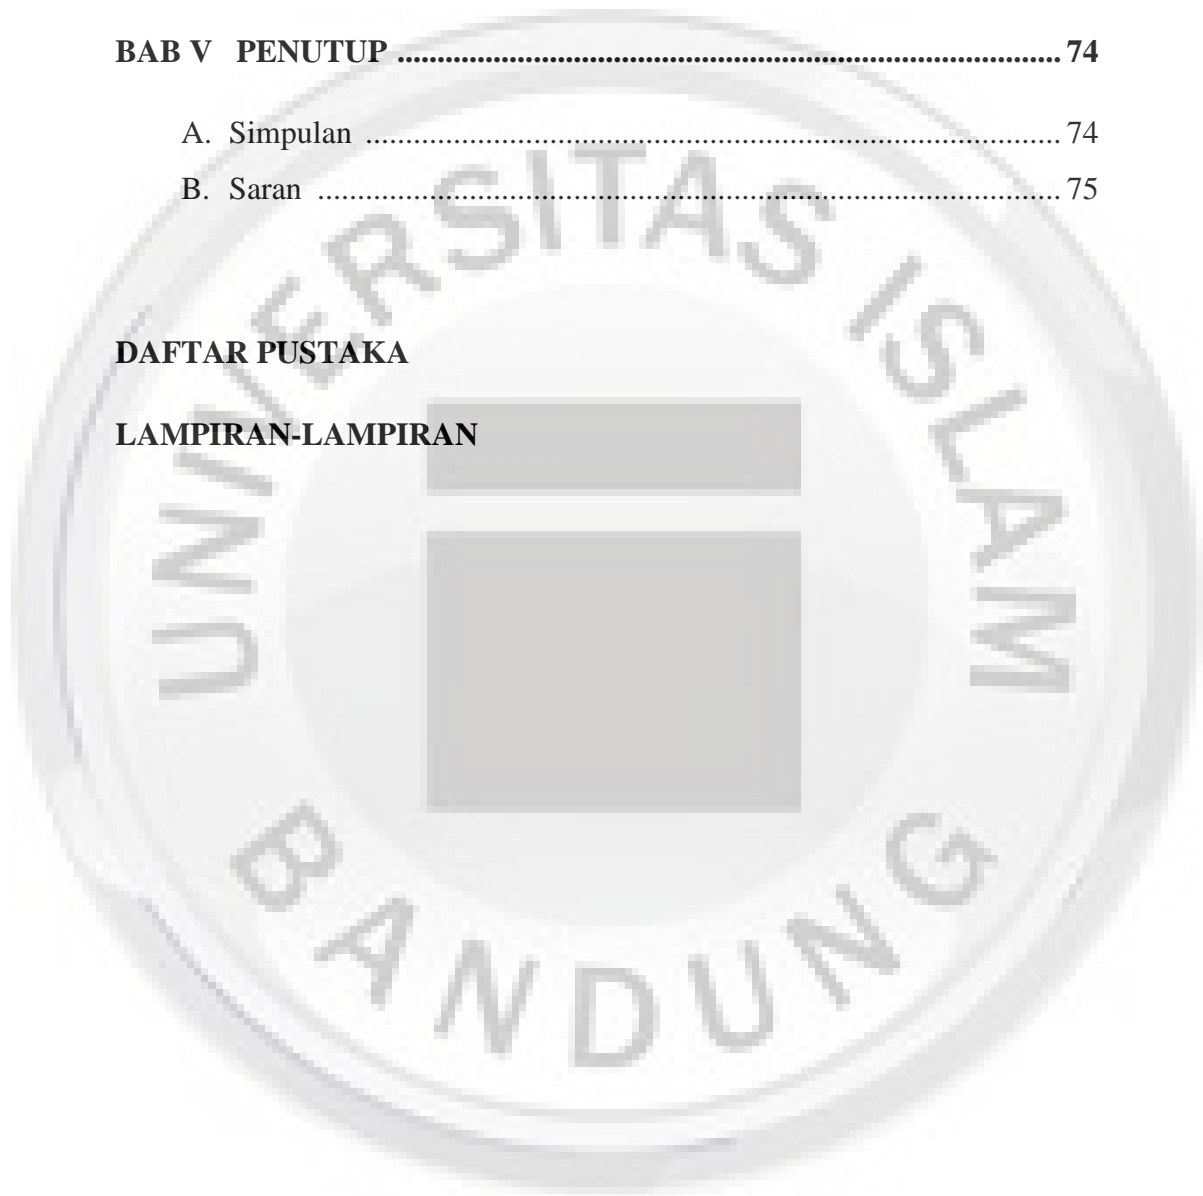 BAB V PENUTUP .................................................................................... 74
A. Simpulan ........................................................................................ 74
B. Saran .............................................................................................. 75
DAFTAR PUSTAKA
LAMPIRAN-LAMPIRAN
UNIVERSITAS ISLAM
BANDUNG